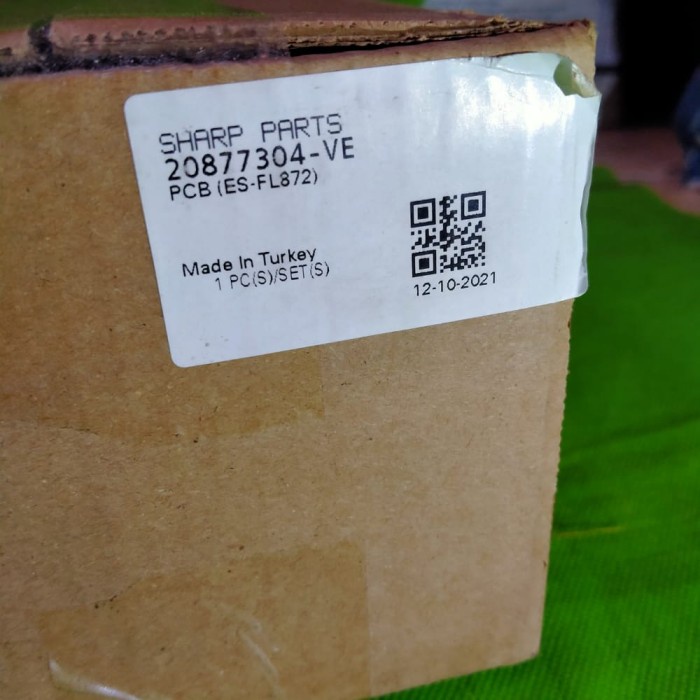 SHARP PARTS
20877304-VE
PCB (ES-FL872)
Made In Turkey
1 PC(S)/SET(S)
12-10-2021